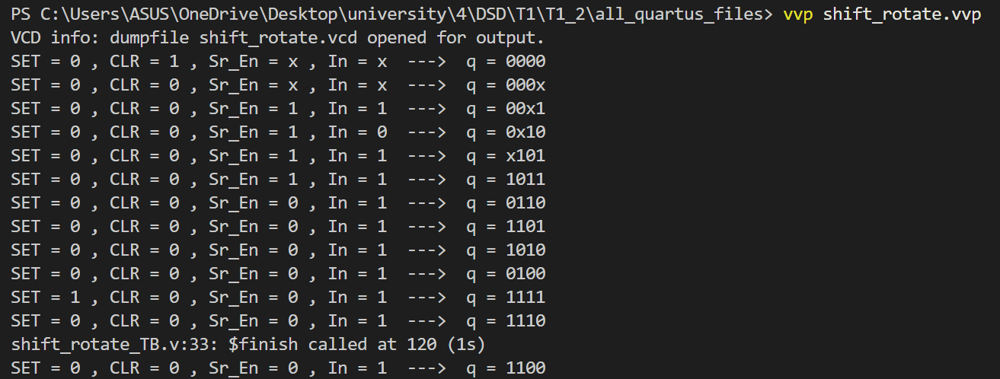 PS C:\Users\ASUS\OneDrive\Desktop\university\4\DSD\T1\T1_2\all_quartus_files> vvp shift_rotate.vvp
VCD info: dumpfile shift_rotate.vcd opened for output.
SET = 0 , CLR = 1 , Sr_En = x , In = x  --->  q = 0000
SET = 0 , CLR = 0 , Sr_En = x , In = x  --->  q = 000x
SET = 0 , CLR = 0 , Sr_En = 1 , In = 1  --->  q = 00x1
SET = 0 , CLR = 0 , Sr_En = 1 , In = 0  --->  q = 0x10
SET = 0 , CLR = 0 , Sr_En = 1 , In = 1  --->  q = x101
SET = 0 , CLR = 0 , Sr_En = 1 , In = 1  --->  q = 1011
SET = 0 , CLR = 0 , Sr_En = 0 , In = 1  --->  q = 0110
SET = 0 , CLR = 0 , Sr_En = 0 , In = 1  --->  q = 1101
SET = 0 , CLR = 0 , Sr_En = 0 , In = 1  --->  q = 1010
SET = 0 , CLR = 0 , Sr_En = 0 , In = 1  --->  q = 0100
SET = 1 , CLR = 0 , Sr_En = 0 , In = 1  --->  q = 1111
SET = 0 , CLR = 0 , Sr_En = 0 , In = 1  --->  q = 1110
shift_rotate_TB.v:33: $finish called at 120 (1s)
SET = 0 , CLR = 0 , Sr_En = 0 , In = 1  --->  q = 1100